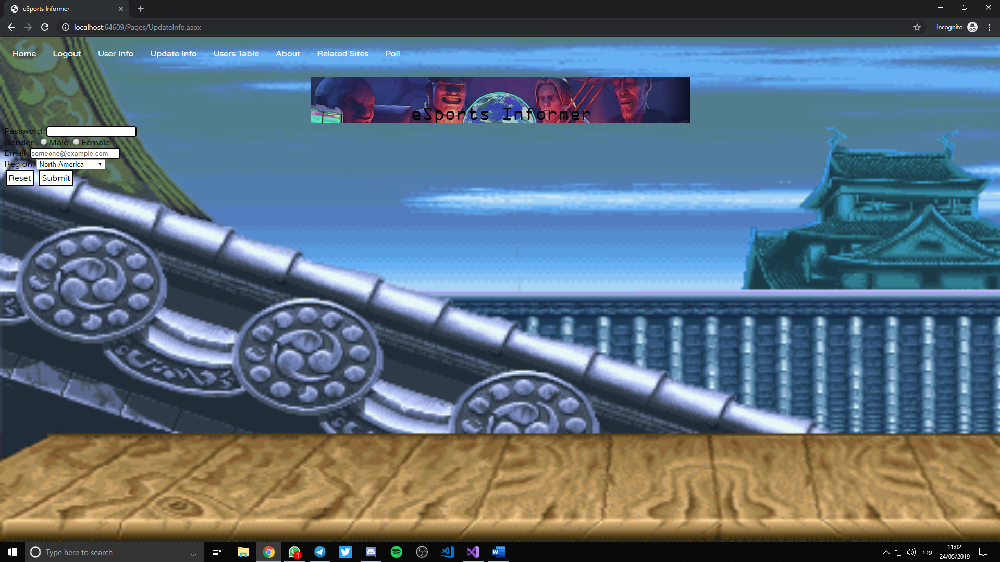 eSports Informer
localhost:64609/Pages/UpdateInfo.aspx
Incognito
Home Logout User Info Update Info Users Table About Related Sites Poll
eSports Informer
Password:
Gender: Male Female
Email: someone@example.com
Region: North-America
Reset Submit
Type here to search
1
W
עבר
11:02
24/05/2019